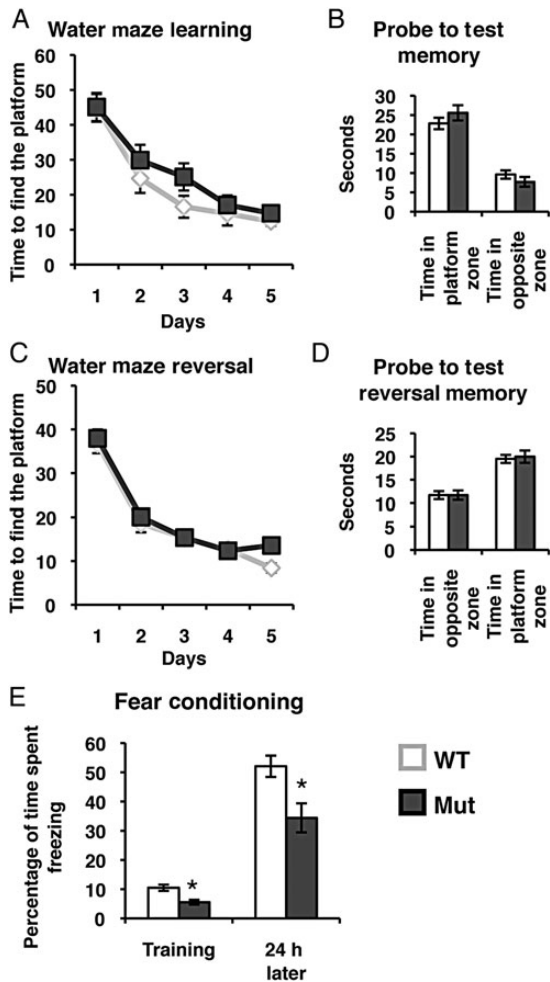 A
Water maze learning
Time to find the platform
60
50
40
30
20
10
0
1 2 3 4 5
Days
B
Probe to test
memory
Seconds
30
25
20
15
10
5
0
Time in
platform
zone
Time in
opposite
zone
C
Water maze reversal
Time to find the platform
50
40
30
20
10
0
1 2 3 4 5
Days
D
Probe to test
reversal memory
Seconds
25
20
15
10
5
0
Time in
opposite
zone
Time in
platform
zone
E
Fear conditioning
Percentage of time spent
freezing
60
50
40
30
20
10
0
*
*
Training
24 h
later
WT
Mut